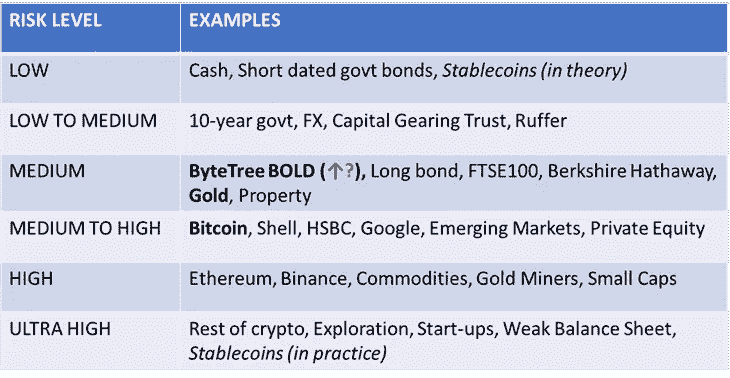 RISK LEVEL EXAMPLES
LOW Cash, Short dated govt bonds, Stablecoins (in theory)
LOW TO MEDIUM 10-year govt, FX, Capital Gearing Trust, Ruffer
MEDIUM ByteTree BOLD (↑?), Long bond, FTSE100, Berkshire Hathaway,
Gold, Property
MEDIUM TO HIGH Bitcoin, Shell, HSBC, Google, Emerging Markets, Private Equity
HIGH Ethereum, Binance, Commodities, Gold Miners, Small Caps
ULTRA HIGH Rest of crypto, Exploration, Start-ups, Weak Balance Sheet,
Stablecoins (in practice)